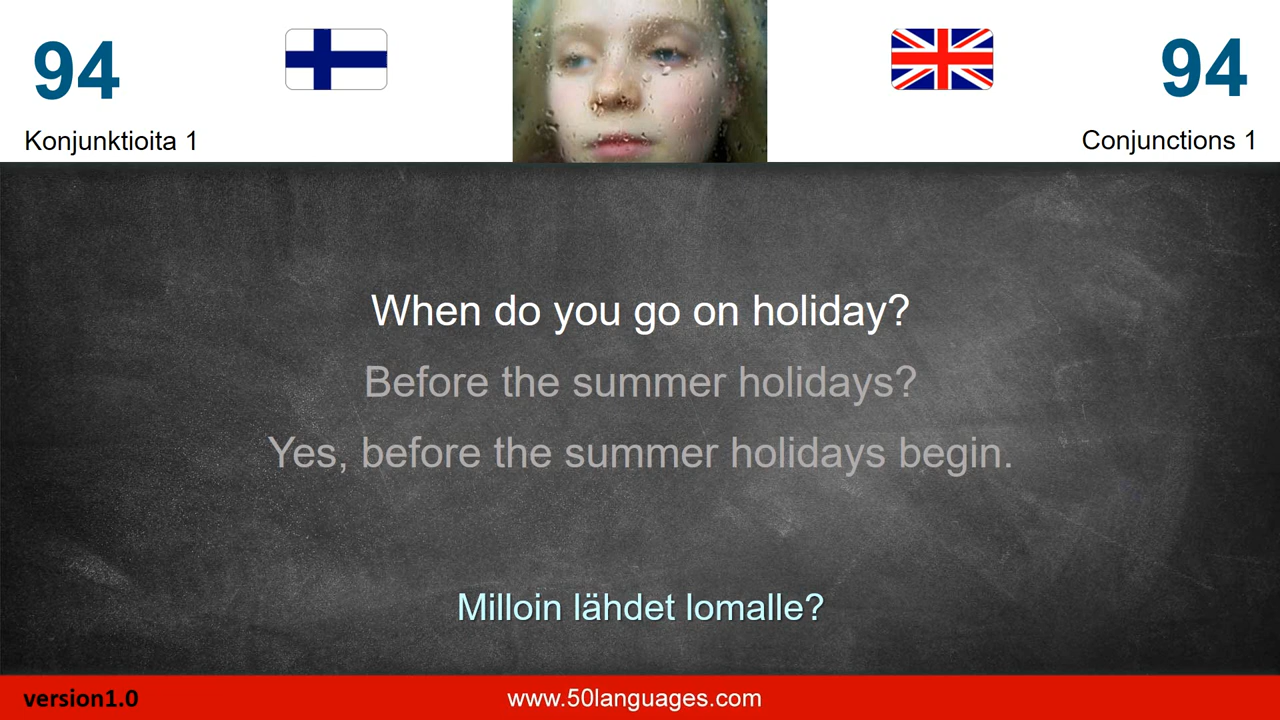 94
94
Konjunktioita 1
Conjunctions 1
When do you go on holiday?
Before the summer holidays?
Yes, before the summer holidays begin.
Milloin lähdet lomalle?
version1.0
www.50languages.com